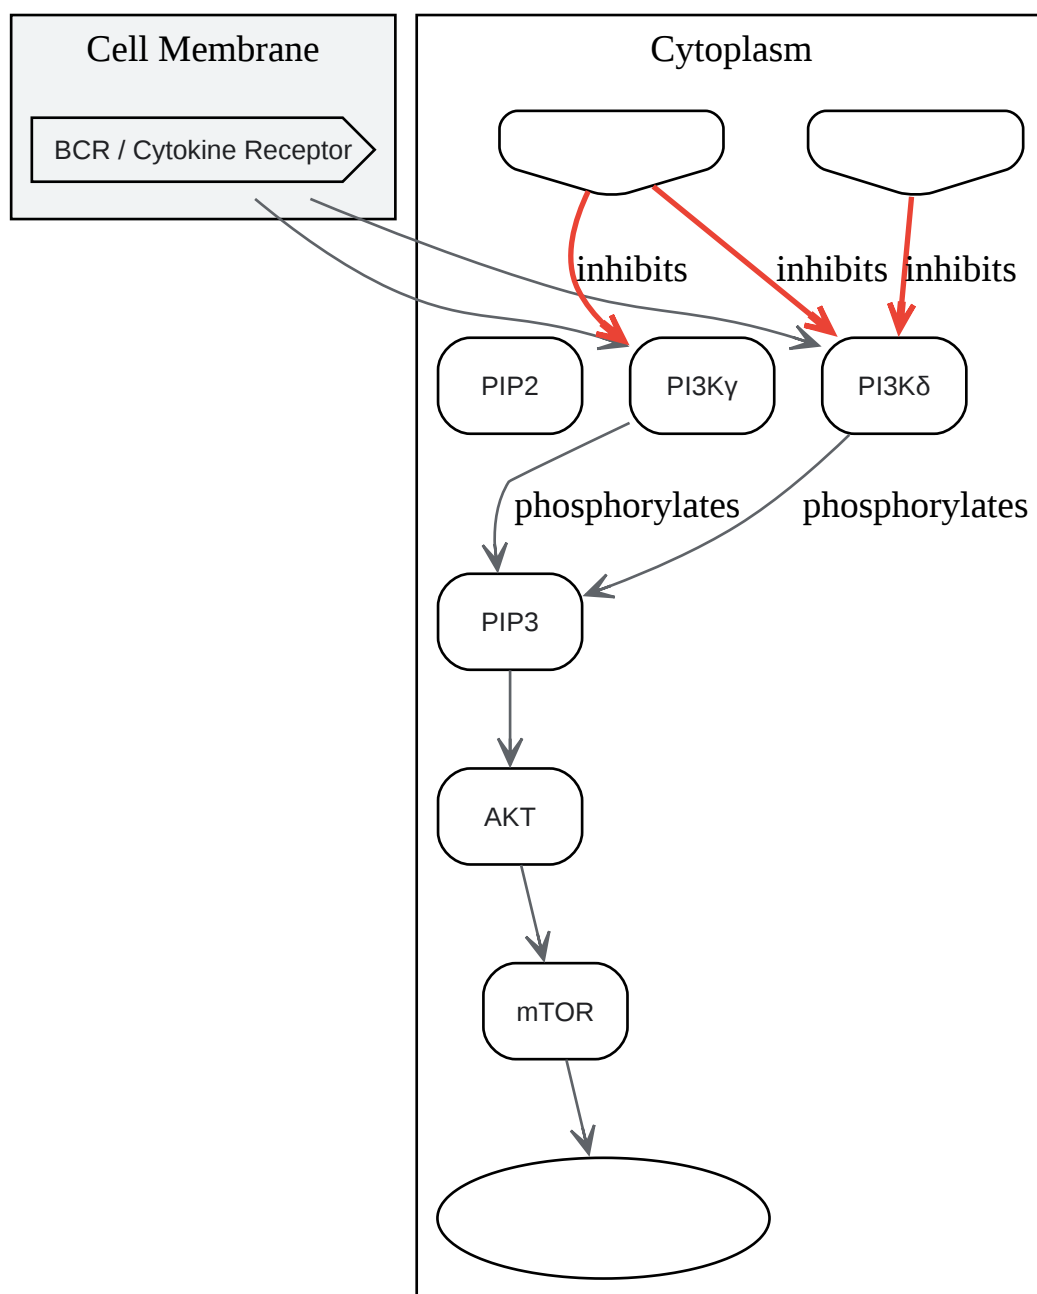 Cell Membrane
Cytoplasm
BCR / Cytokine Receptor
inhibits
inhibits
inhibits
PIP2
PI3Kγ
PI3Kδ
phosphorylates
phosphorylates
PIP3
AKT
mTOR